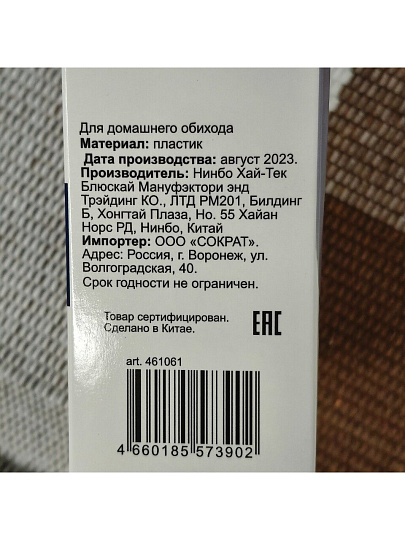 Для домашнего обихода
Материал: пластик
Дата производства: август 2023.
Производитель: Нинбо Хай-Тек
Блюскай Мануфэктори энд
Трэйдинг КО., ЛТД РМ201, Билдинг
Б, Хонгтай Плаза, Но. 55 Хайан
Норс РД, Нинбо, Китай
Импортер: ООО «СОКРАТ».
Адрес: Россия, г. Воронеж, ул.
Волгоградская, 40.
Срок годности не ограничен.
Товар сертифицирован.
Сделано в Китае.
EAC
art. 461061
4 660185 573902